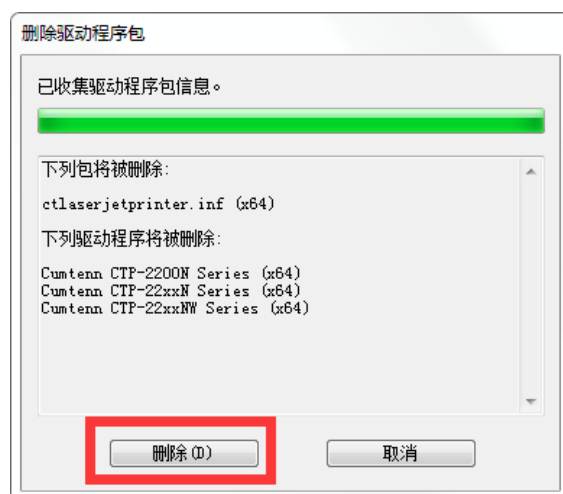 删除驱动程序包
已收集驱动程序包信息。
下列包将被删除:
ctlaserjetprinter.inf (x64)
下列驱动程序将被删除:
Cumtenn CTP-2200N Series (x64)
Cumtenn CTP-22xxN Series (x64)
Cumtenn CTP-22xxNW Series (x64)
删除(D)
取消